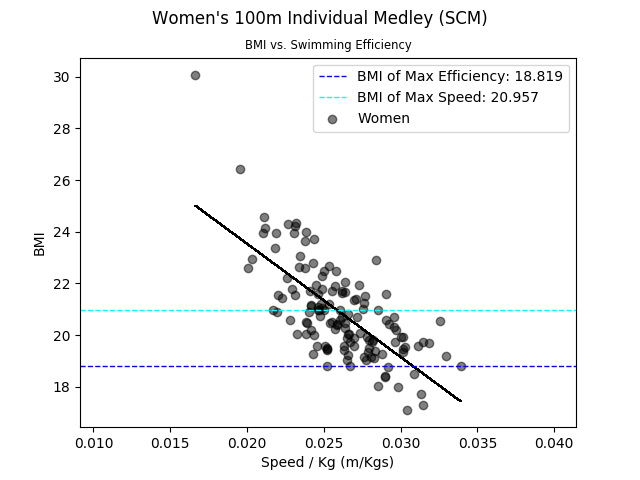 Women's 100m Individual Medley (SCM)
BMI vs. Swimming Efficiency
BMI of Max Efficiency: 18.819
BMI of Max Speed: 20.957
Women
BMI
30
28
26
24
22
20
18
0.010 0.015 0.020 0.025 0.030 0.035 0.040
Speed / Kg (m/Kgs)